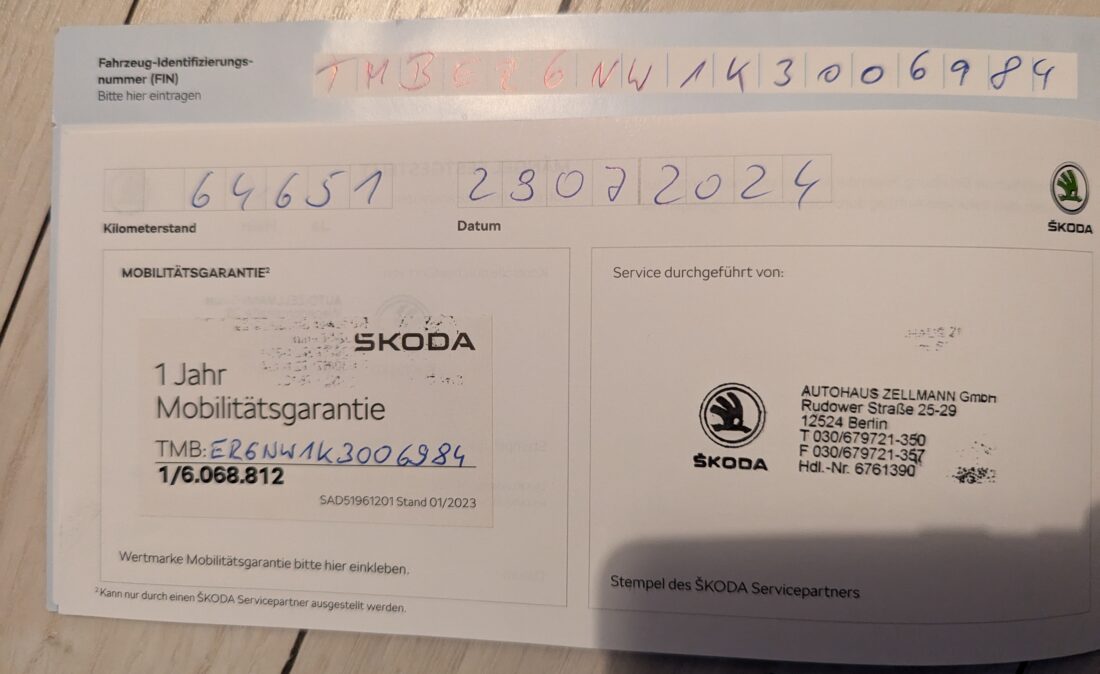 Fahrzeug-Identifizierungs-
nummer (FIN)
Bitte hier eintragen
TMBER6NW1K3006984
64651
29072024
Kilometerstand
Datum
ŠKODA
MOBILITÄTSGARANTIE²
ŠKODA
1 Jahr
Mobilitätsgarantie
TMB: ER6NW1K3006984
1/6.068.812
SAD51961201 Stand 01/2023
Wertmarke Mobilitätsgarantie bitte hier einkleben.
² Kann nur durch einen ŠKODA Servicepartner ausgestellt werden.
Service durchgeführt von:
ŠKODA
AUTOHAUS ZELLMANN GmbH
Rudower Straße 25-29
12524 Berlin
T 030/679721-350
F 030/679721-357
Hdl.-Nr. 6761390
Stempel des ŠKODA Servicepartners